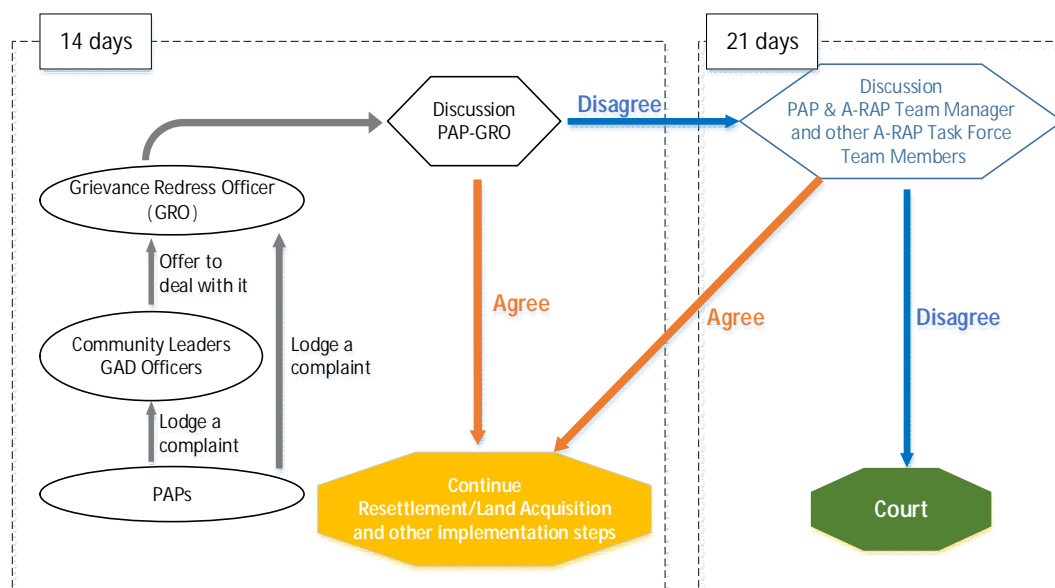 14 days
21 days
Discussion
PAP-GRO
Disagree
Discussion
PAP & A-RAP Team Manager
and other A-RAP Task Force
Team Members
Grievance Redress Officer
(GRO)
Offer to
deal with it
Agree
Agree
Disagree
Community Leaders
GAD Officers
Lodge a
complaint
Lodge a
complaint
PAPs
Continue
Resettlement/Land Acquisition
and other implementation steps
Court